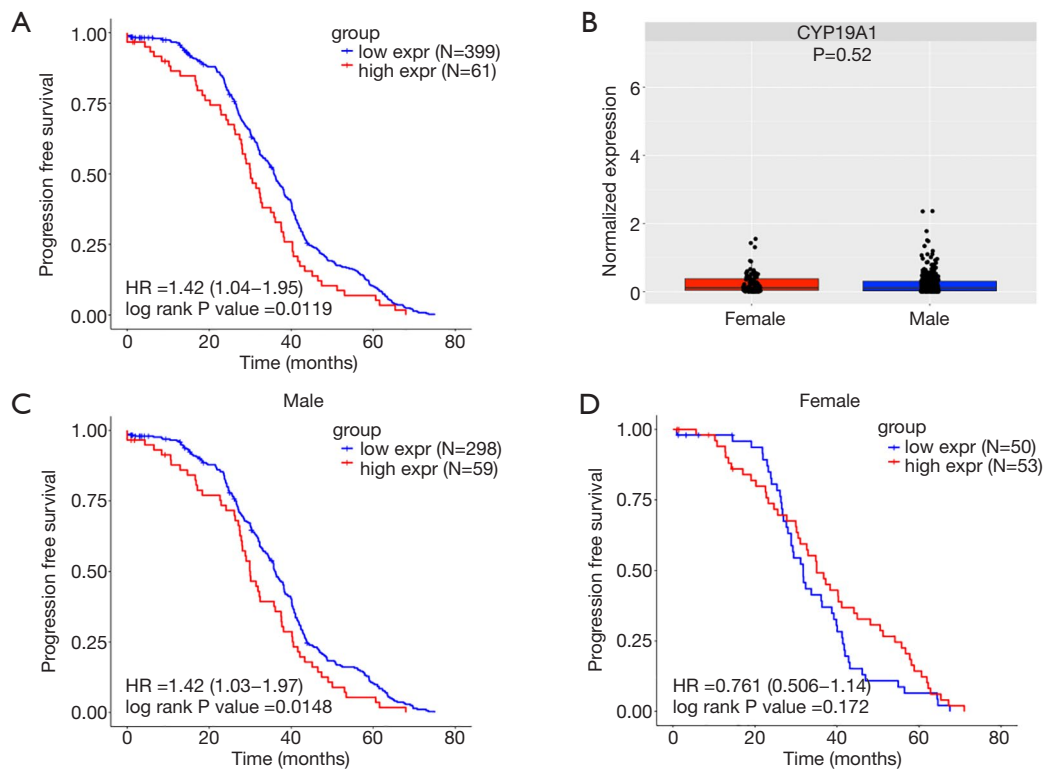 A
group
low expr (N=399)
high expr (N=61)
1.00
0.75
0.50
0.25
0.00
Progression free survival
HR =1.42 (1.04–1.95)
log rank P value =0.0119
0 20 40 60 80
Time (months)
B
CYP19A1
P=0.52
6
4
2
0
Normalized expression
Female Male
C
Male
group
low expr (N=298)
high expr (N=59)
1.00
0.75
0.50
0.25
0.00
Progression free survival
HR =1.42 (1.03–1.97)
log rank P value =0.0148
0 20 40 60 80
Time (months)
D
Female
group
low expr (N=50)
high expr (N=53)
1.00
0.75
0.50
0.25
0.00
Progression free survival
HR =0.761 (0.506–1.14)
log rank P value =0.172
0 20 40 60 80
Time (months)